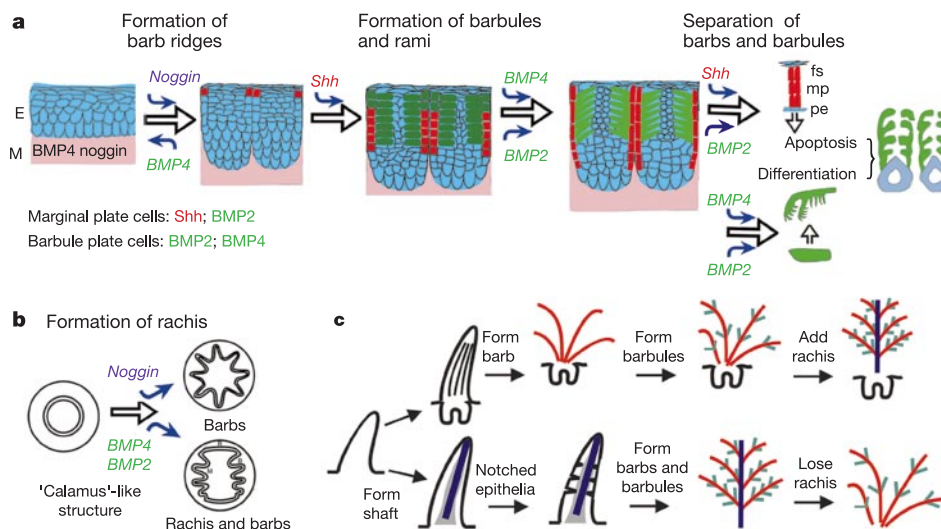 a
Formation of
barb ridges
Formation of barbules
and rami
Separation of
barbs and barbules
E
M
BMP4 noggin
Noggin
BMP4
Shh
BMP4
BMP2
Shh
BMP2
fs
mp
pe
Apoptosis
Differentiation
BMP4
BMP2
Marginal plate cells: Shh; BMP2
Barbule plate cells: BMP2; BMP4
b
Formation of rachis
Noggin
BMP4
BMP2
'Calamus'-like
structure
Barbs
Rachis and barbs
c
Form
barb
Form
barbules
Add
rachis
Form
shaft
Notched
epithelia
Form
barbs and
barbules
Lose
rachis